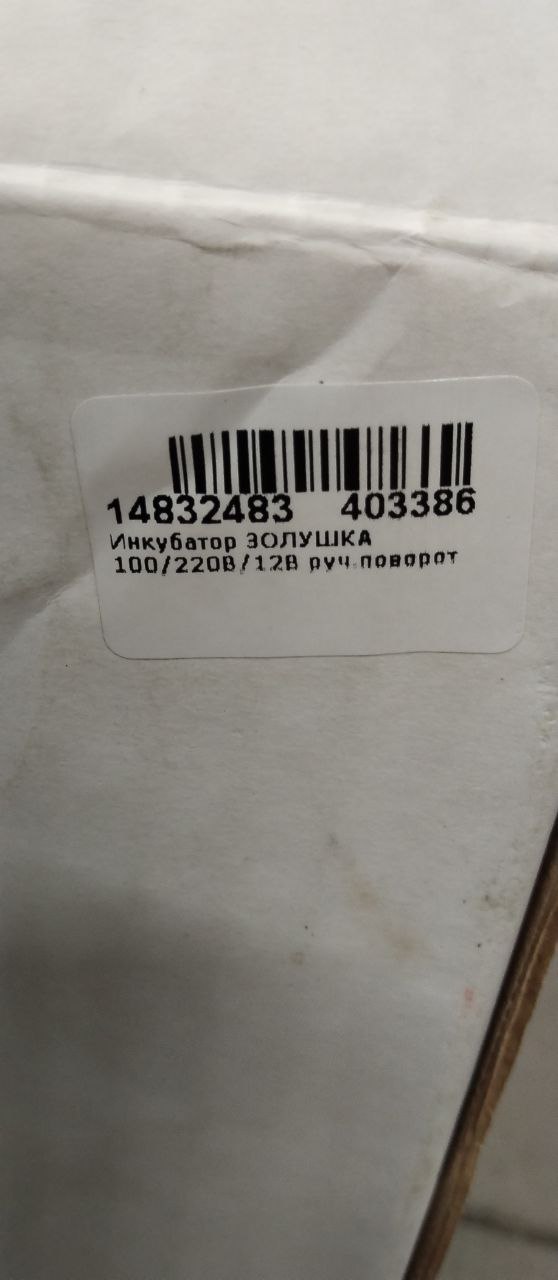 14832483 403386
Инкубатор ЗОЛУШКА
100/220В/12В руч.поворот